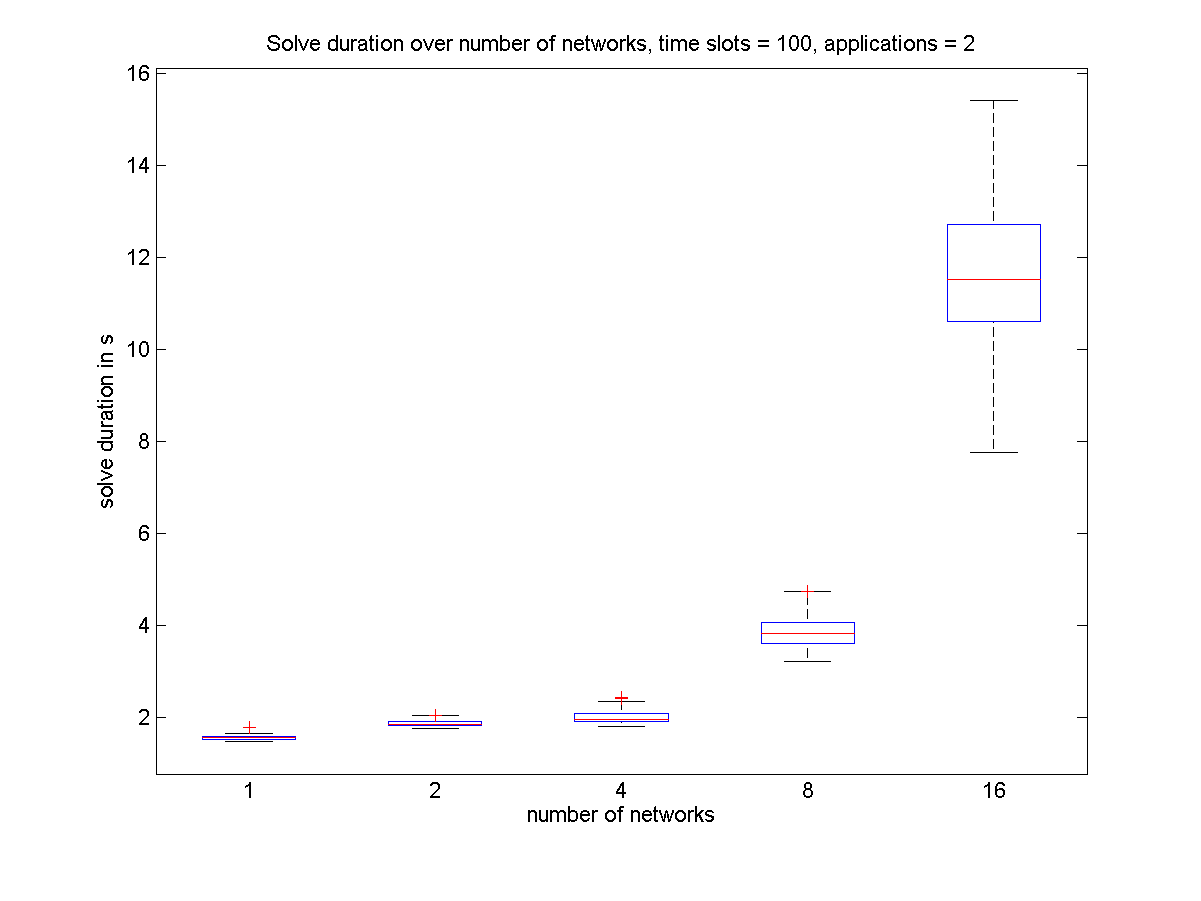 Solve duration over number of networks, time slots = 100, applications = 2
16
14
12
10
8
6
4
2
solve duration in s
1 2 4 8 16
number of networks